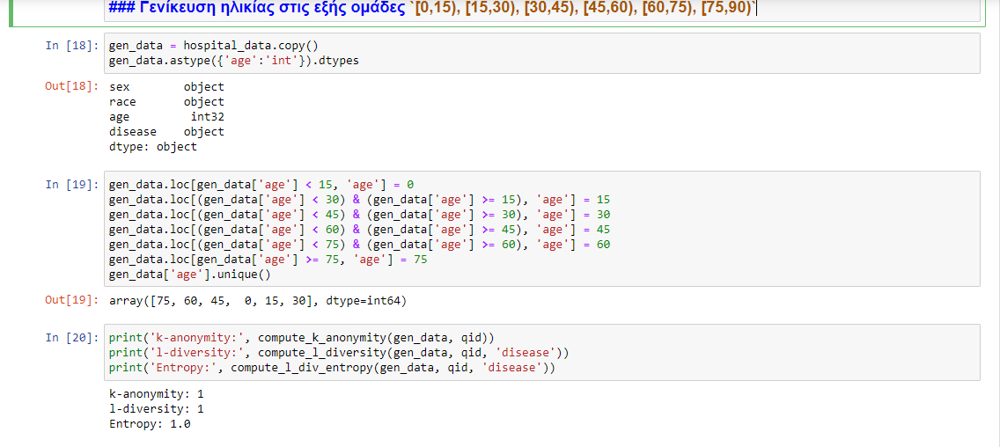 ### Γενίκευση ηλικίας στις εξής ομάδες `[0,15), [15,30), [30,45), [45,60), [60,75), [75,90)`
In [18]: gen_data = hospital_data.copy()
gen_data.astype({'age':'int'}).dtypes
Out[18]: sex object
race object
age int32
disease object
dtype: object
In [19]: gen_data.loc[gen_data['age'] < 15, 'age'] = 0
gen_data.loc[(gen_data['age'] < 30) & (gen_data['age'] >= 15), 'age'] = 15
gen_data.loc[(gen_data['age'] < 45) & (gen_data['age'] >= 30), 'age'] = 30
gen_data.loc[(gen_data['age'] < 60) & (gen_data['age'] >= 45), 'age'] = 45
gen_data.loc[(gen_data['age'] < 75) & (gen_data['age'] >= 60), 'age'] = 60
gen_data.loc[gen_data['age'] >= 75, 'age'] = 75
gen_data['age'].unique()
Out[19]: array([75, 60, 45, 0, 15, 30], dtype=int64)
In [20]: print('k-anonymity:', compute_k_anonymity(gen_data, qid))
print('l-diversity:', compute_l_diversity(gen_data, qid, 'disease'))
print('Entropy:', compute_l_div_entropy(gen_data, qid, 'disease'))
k-anonymity: 1
l-diversity: 1
Entropy: 1.0